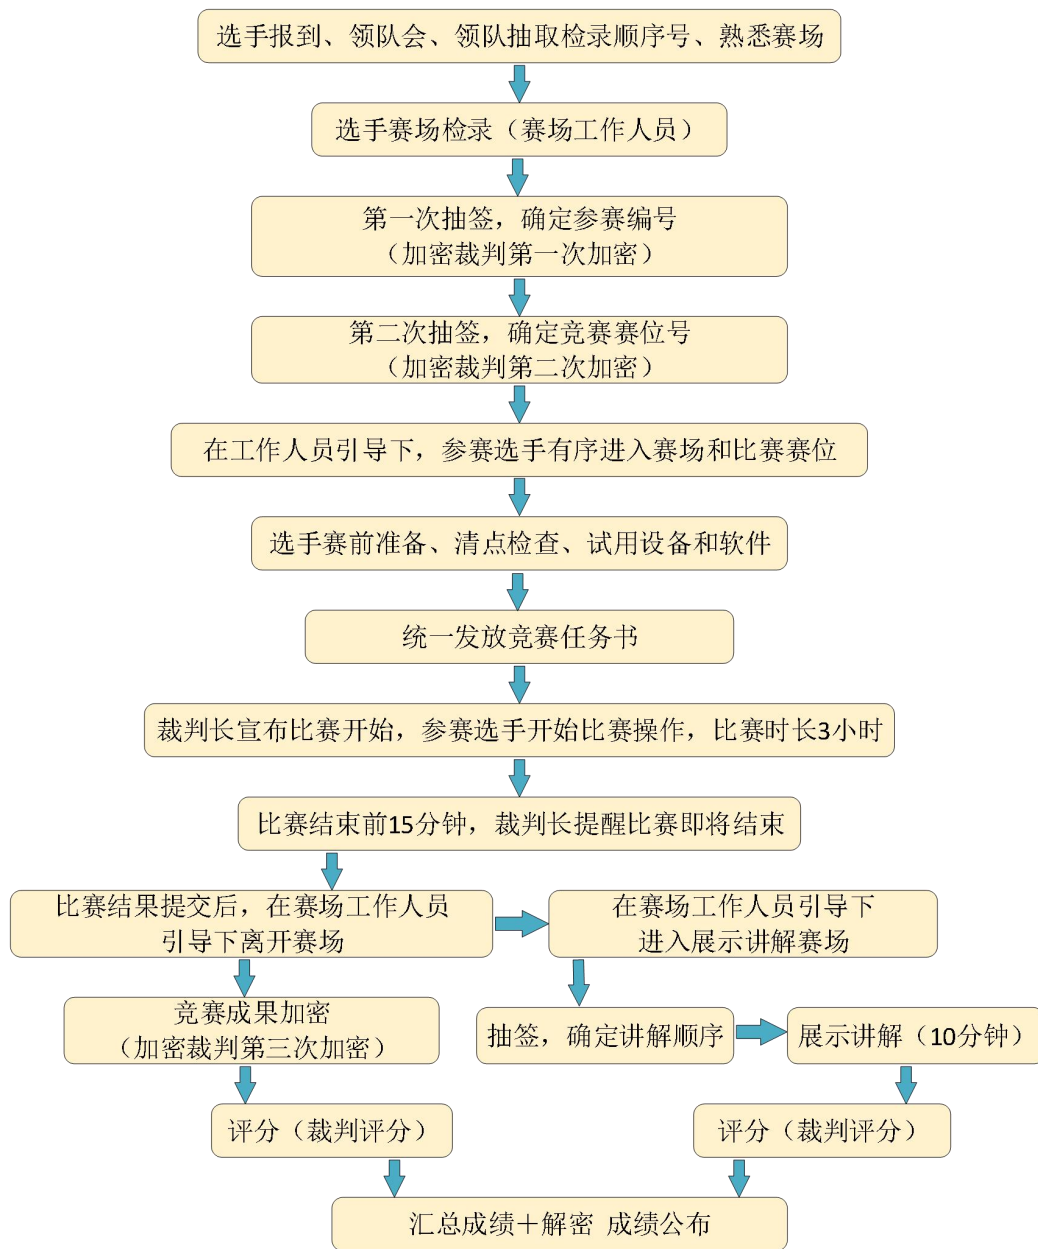 选手报到、领队会、领队抽取检录顺序号、熟悉赛场
选手赛场检录（赛场工作人员）
第一次抽签，确定参赛编号
（加密裁判第一次加密）
第二次抽签，确定竞赛赛位号
（加密裁判第二次加密）
在工作人员引导下，参赛选手有序进入赛场和比赛赛位
选手赛前准备、清点检查、试用设备和软件
统一发放竞赛任务书
裁判长宣布比赛开始，参赛选手开始比赛操作，比赛时长3小时
比赛结束前15分钟，裁判长提醒比赛即将结束
比赛结果提交后，在赛场工作人员
引导下离开赛场
在赛场工作人员引导下
进入展示讲解赛场
竞赛成果加密
（加密裁判第三次加密）
抽签，确定讲解顺序
展示讲解（10分钟）
评分（裁判评分）
评分（裁判评分）
汇总成绩＋解密 成绩公布